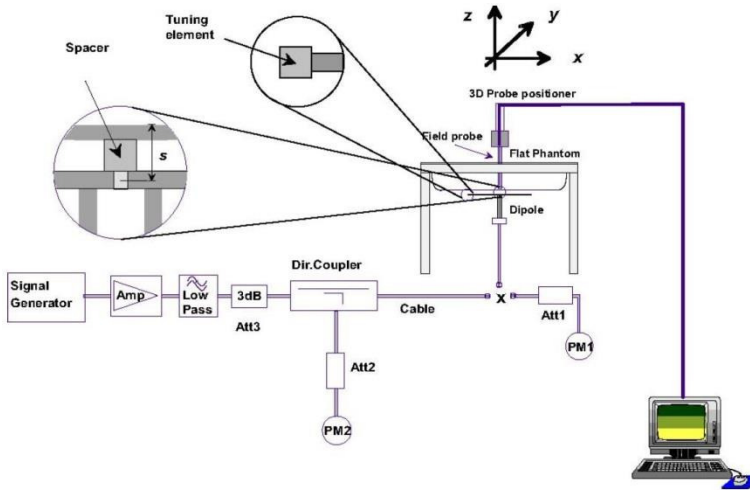 z
y
x
Tuning
element
Spacer
s
3D Probe positioner
Field probe
Flat Phantom
Dipole
Dir.Coupler
Signal
Generator
Amp
Low
Pass
3dB
Att3
Cable
x
Att1
PM1
Att2
PM2